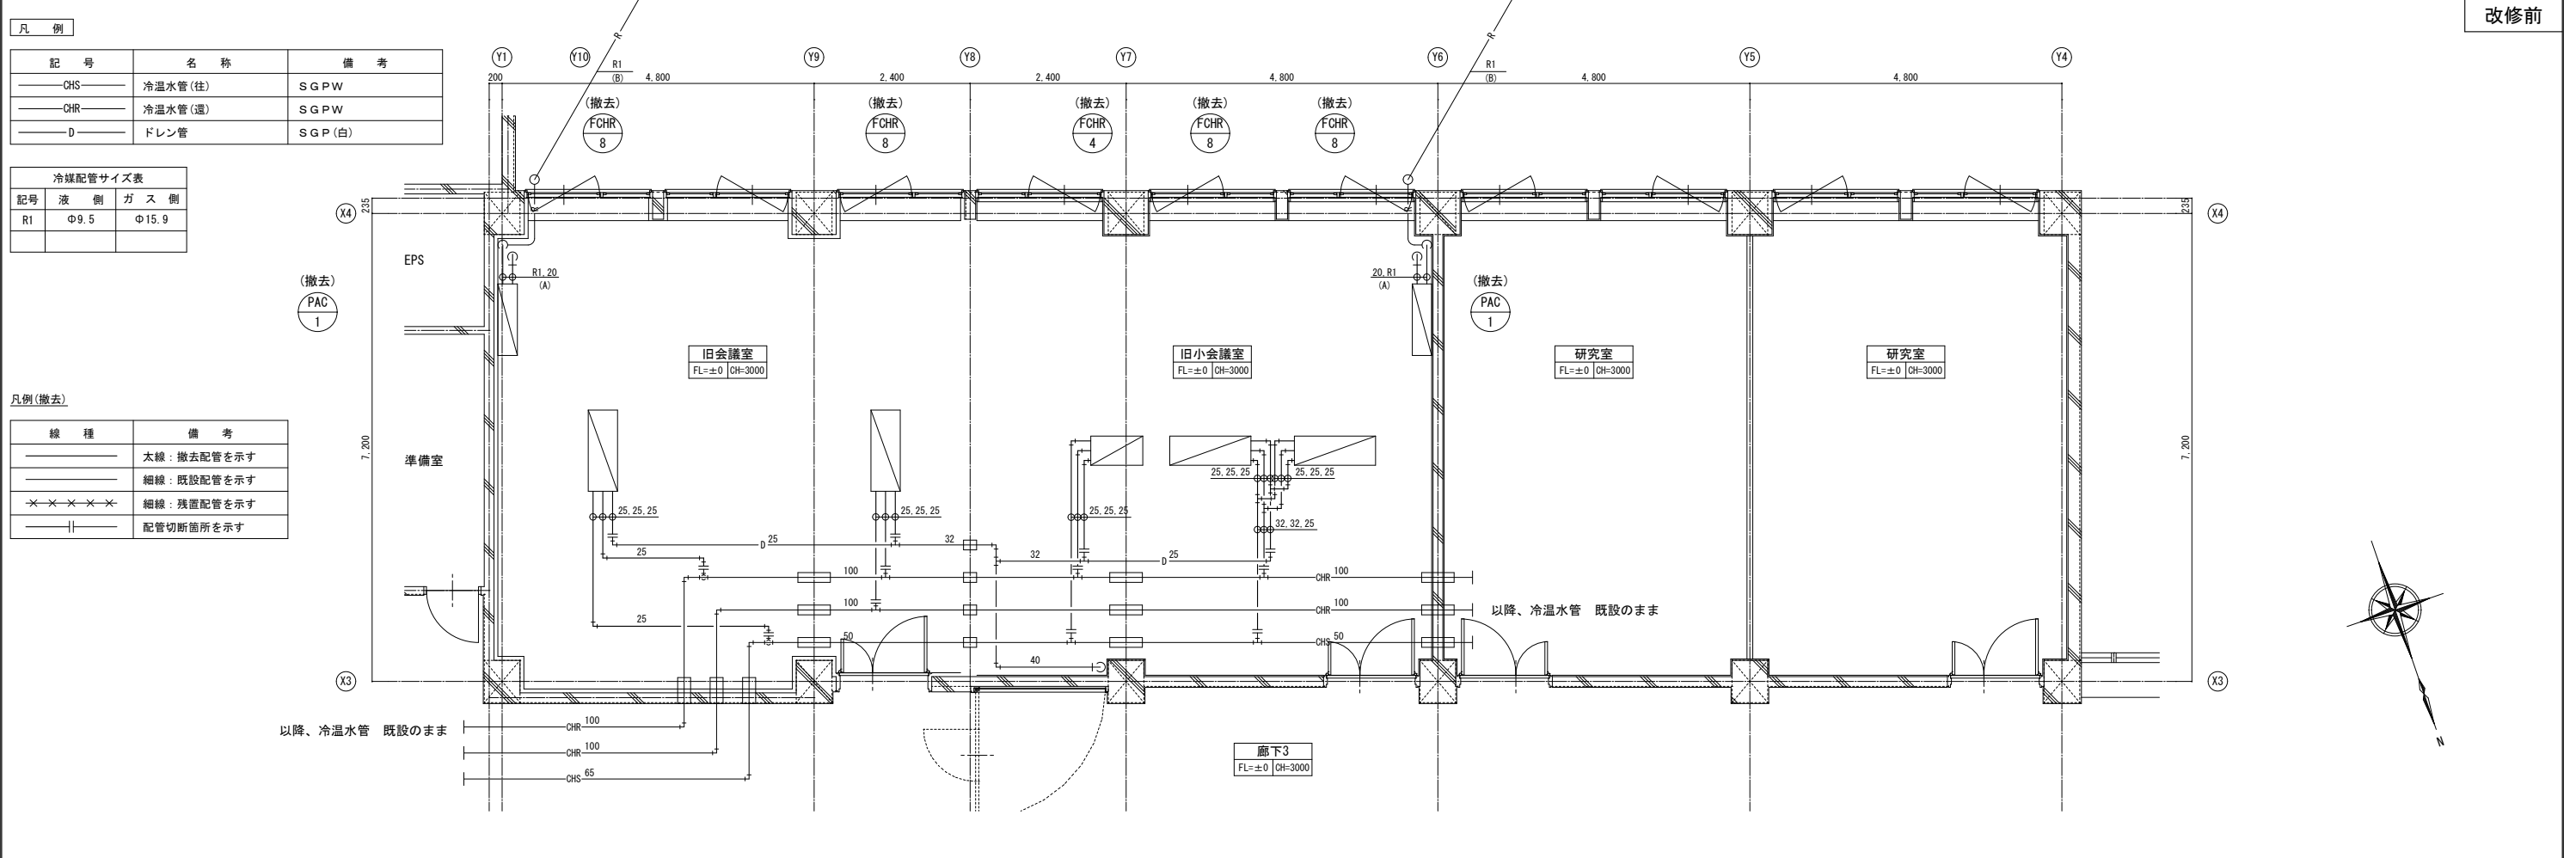 改修前
凡　例
記　号　名　称　備　考
CHS　冷温水管(往)　ＳＧＰＷ
CHR　冷温水管(還)　ＳＧＰＷ
D　ドレン管　ＳＧＰ(白)
冷媒配管サイズ表
記号　液　側　ガ ス 側
R1　Φ9.5　Φ15.9
凡例(撤去)
線　種　備　考
太線：撤去配管を示す
細線：既設配管を示す
細線：残置配管を示す
配管切断箇所を示す
Y1　Y10　Y9　Y8　Y7　Y6　Y5　Y4
R　R
R1　R1
(B)　(B)
200　4,800　2,400　2,400　4,800　4,800　4,800
(撤去)　(撤去)　(撤去)　(撤去)　(撤去)
FCHR　FCHR　FCHR　FCHR　FCHR
8　8　4　8　8
X4　235　235　X4
EPS
R1,20　20,R1
(A)　(A)
(撤去)　(撤去)
PAC　PAC
1　1
旧会議室　旧小会議室　研究室　研究室
FL=±0　CH=3000　FL=±0　CH=3000　FL=±0　CH=3000　FL=±0　CH=3000
7,200　7,200
準備室
25,25,25　25,25,25
25,25,25　25,25,25　25,25,25
32,32,25
D　25　32
25　32　D　25
100　CHR　100
100　CHR　100
以降、冷温水管　既設のまま
25　50　CHS　50
40
X3　X3
以降、冷温水管　既設のまま
CHR　100
CHR　100
CHS　65
廊下3
FL=±0　CH=3000
N